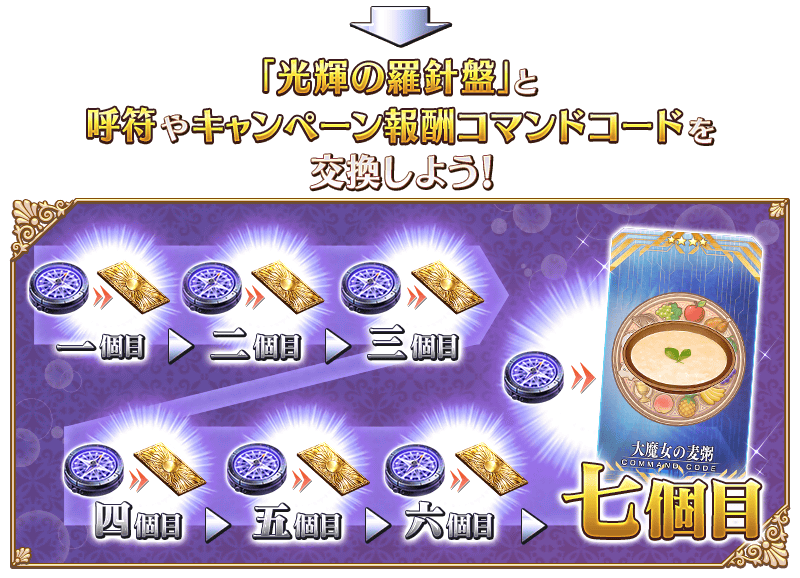 「光輝の羅針盤」と
呼符やキャンペーン報酬コマンドコードを
交換しよう!
一個目
二個目
三個目
四個目
五個目
六個目
大魔女の麦粥
COMMAND CODE
七個目